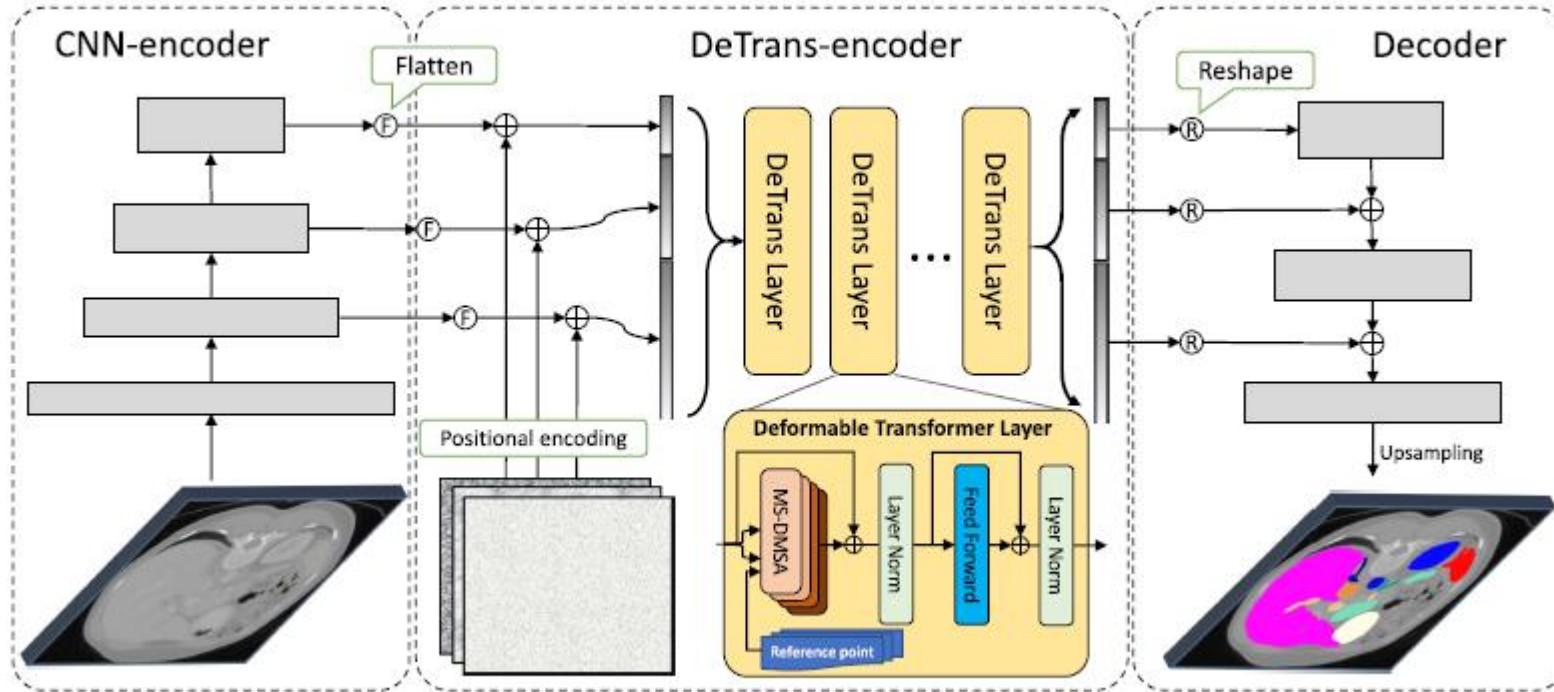 CNN-encoder
DeTrans-encoder
Decoder
Flatten
Reshape
F
F
F
R
R
R
DeTrans Layer
DeTrans Layer
...
DeTrans Layer
Positional encoding
Deformable Transformer Layer
MS-DMSA
Layer Norm
Feed Forward
Layer Norm
Reference point
Upsampling